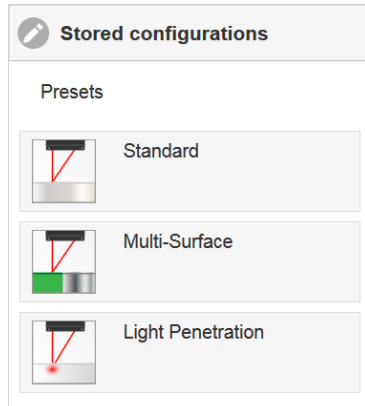 Stored configurations
Presets
Standard
Multi-Surface
Light Penetration